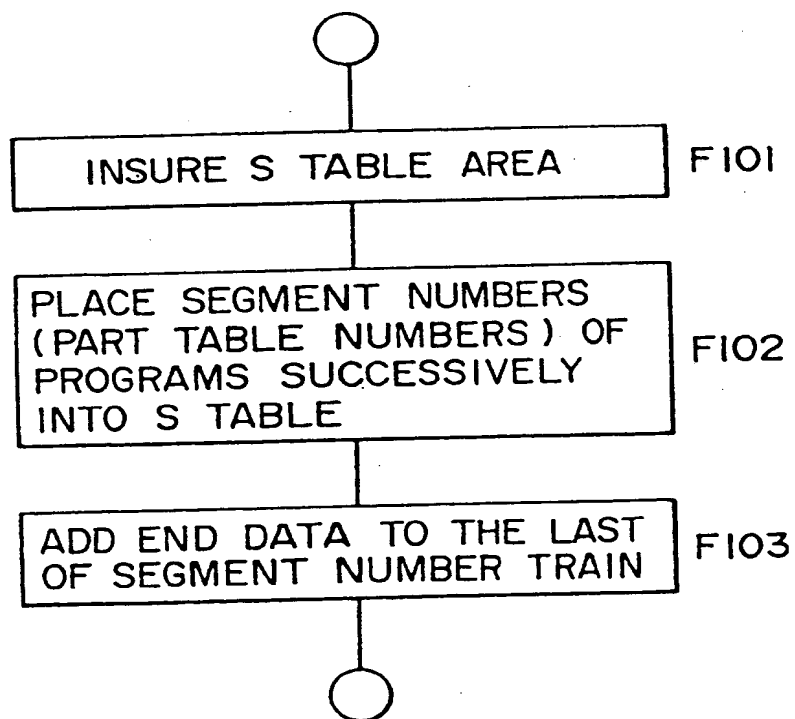 INSURE S TABLE AREA F101
PLACE SEGMENT NUMBERS
(PART TABLE NUMBERS) OF
PROGRAMS SUCCESSIVELY
INTO S TABLE
F102
ADD END DATA TO THE LAST
OF SEGMENT NUMBER TRAIN
F103